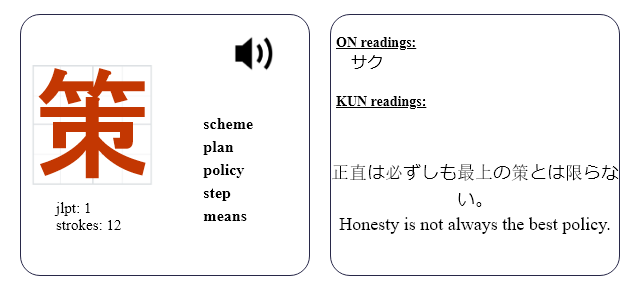 策
scheme
plan
policy
step
means
jlpt: 1
strokes: 12
ON readings:
サク
KUN readings:
正直は必ずしも最上の策とは限らな
い。
Honesty is not always the best policy.